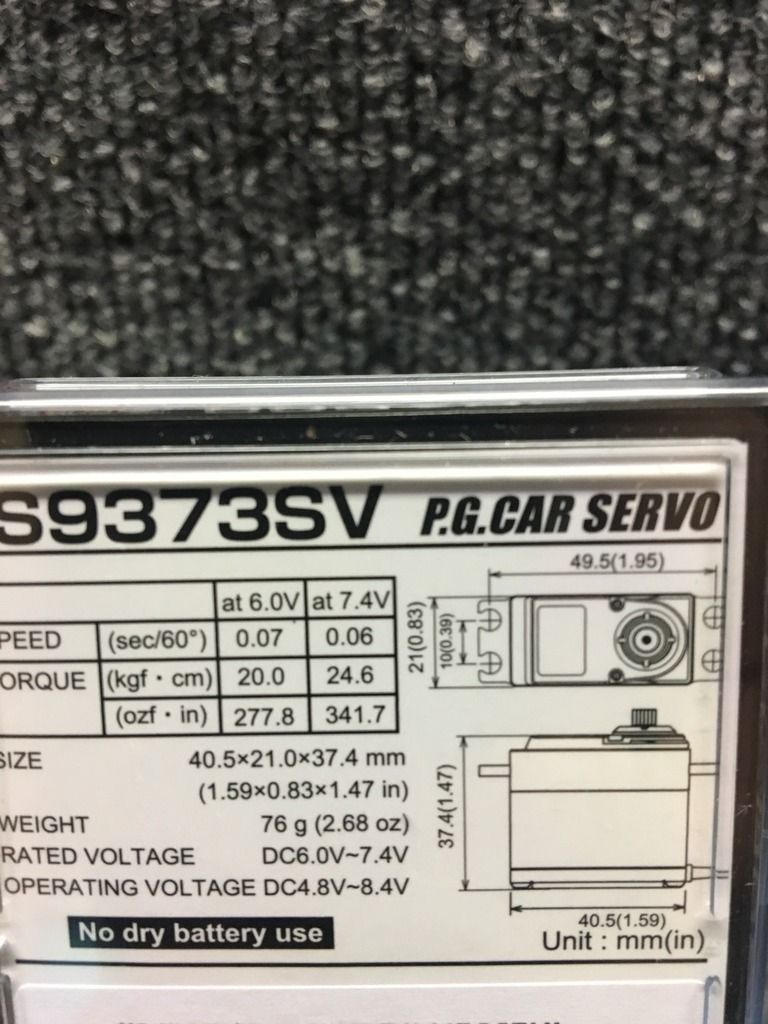 S9373SV P.G.CAR SERVO
49.5(1.95)
at 6.0V at 7.4V
PEED (sec/60°) 0.07 0.06
ORQUE (kgf・cm) 20.0 24.6
(ozf・in) 277.8 341.7
21(0.83)
10(0.39)
SIZE 40.5×21.0×37.4 mm
(1.59×0.83×1.47 in)
WEIGHT 76 g (2.68 oz)
RATED VOLTAGE DC6.0V~7.4V
OPERATING VOLTAGE DC4.8V~8.4V
37.4(1.47)
40.5(1.59)
No dry battery use
Unit : mm(in)